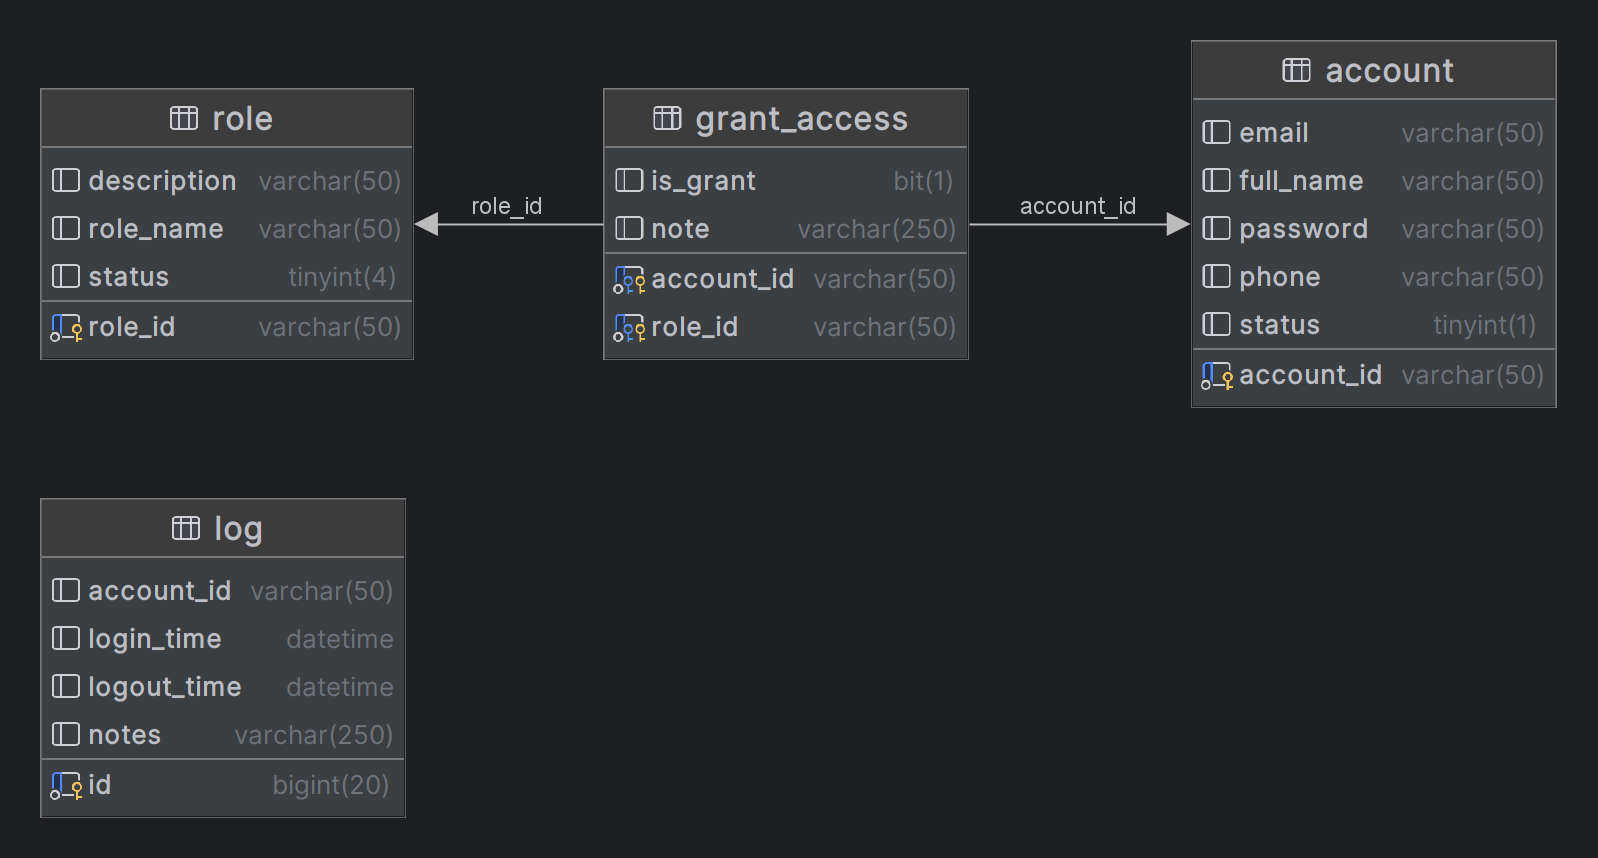 role
description varchar(50)
role_name varchar(50)
status tinyint(4)
role_id varchar(50)
role_id
grant_access
is_grant bit(1)
note varchar(250)
account_id varchar(50)
role_id varchar(50)
account_id
account
email varchar(50)
full_name varchar(50)
password varchar(50)
phone varchar(50)
status tinyint(1)
account_id varchar(50)
log
account_id varchar(50)
login_time datetime
logout_time datetime
notes varchar(250)
id bigint(20)